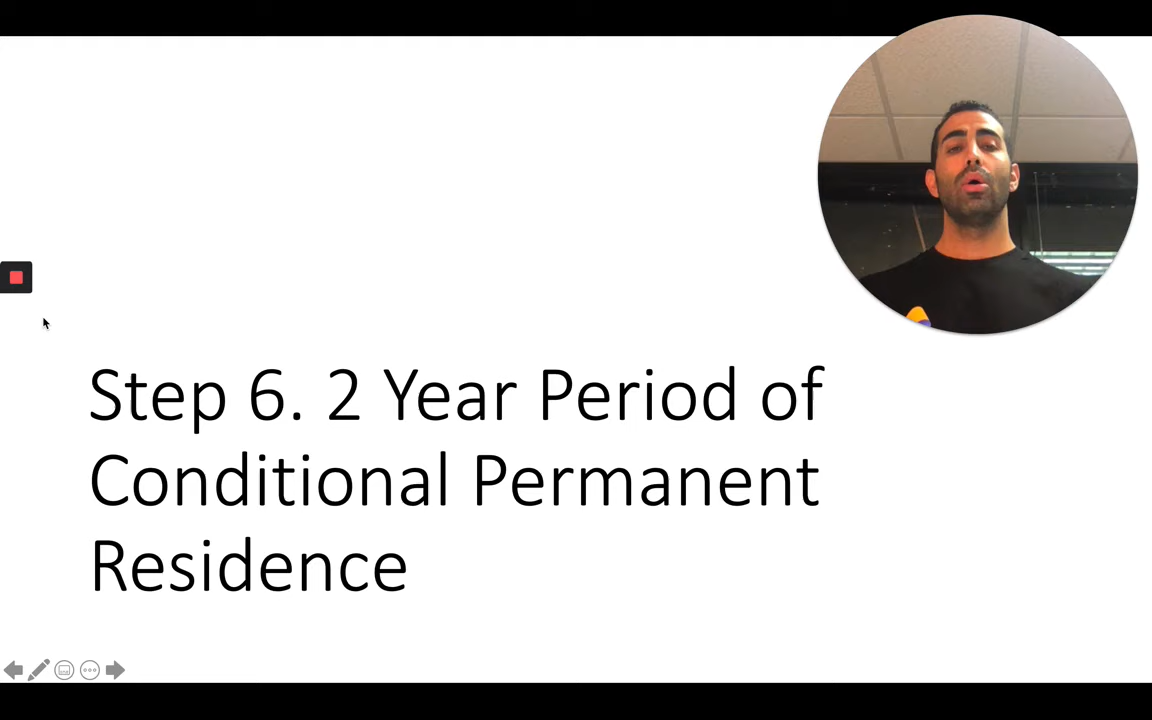 Step 6. 2 Year Period of
Conditional Permanent
Residence